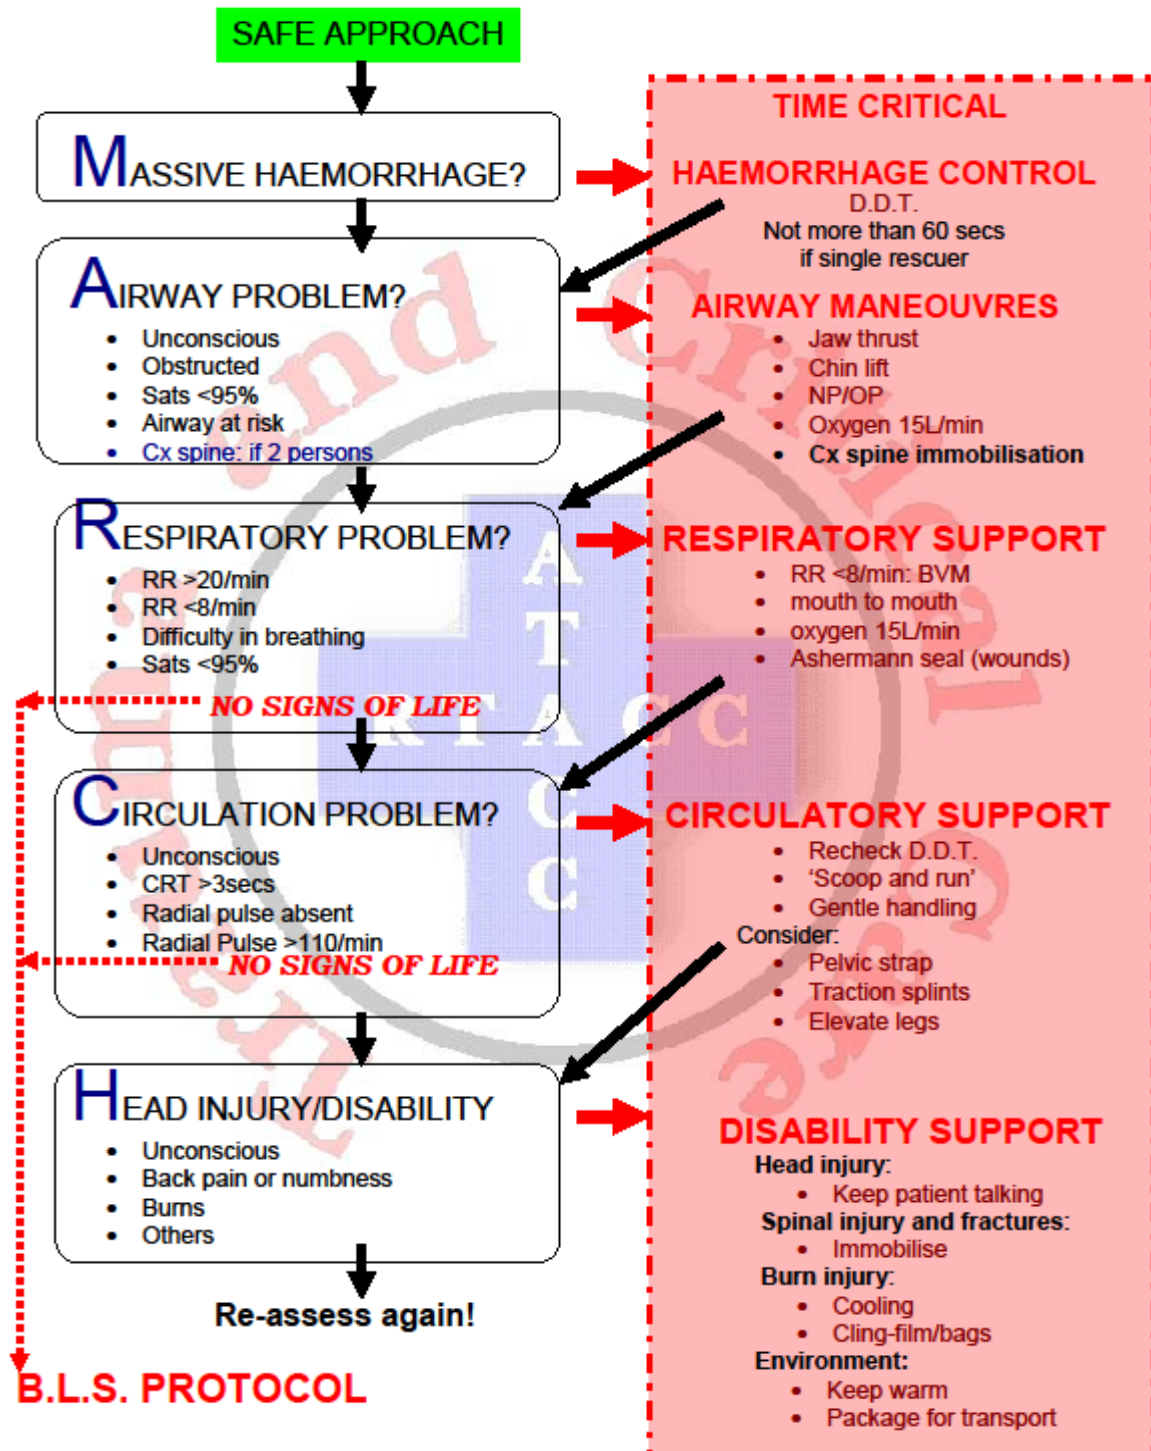 SAFE APPROACH
MASSIVE HAEMORRHAGE?
AIRWAY PROBLEM?
• Unconscious
• Obstructed
• Sats <95%
• Airway at risk
• Cx spine: if 2 persons
RESPIRATORY PROBLEM?
• RR >20/min
• RR <8/min
• Difficulty in breathing
• Sats <95%
NO SIGNS OF LIFE
CIRCULATION PROBLEM?
• Unconscious
• CRT >3secs
• Radial pulse absent
• Radial Pulse >110/min
NO SIGNS OF LIFE
HEAD INJURY/DISABILITY
• Unconscious
• Back pain or numbness
• Burns
• Others
Re-assess again!
B.L.S. PROTOCOL
TIME CRITICAL
HAEMORRHAGE CONTROL
D.D.T.
Not more than 60 secs
if single rescuer
AIRWAY MANEOUVRES
• Jaw thrust
• Chin lift
• NP/OP
• Oxygen 15L/min
• Cx spine immobilisation
RESPIRATORY SUPPORT
• RR <8/min: BVM
• mouth to mouth
• oxygen 15L/min
• Ashermann seal (wounds)
CIRCULATORY SUPPORT
• Recheck D.D.T.
• ‘Scoop and run’
• Gentle handling
Consider:
• Pelvic strap
• Traction splints
• Elevate legs
DISABILITY SUPPORT
Head injury:
• Keep patient talking
Spinal injury and fractures:
• Immobilise
Burn injury:
• Cooling
• Cling-film/bags
Environment:
• Keep warm
• Package for transport
Trauma and Critical Care
ATACC
RTACC